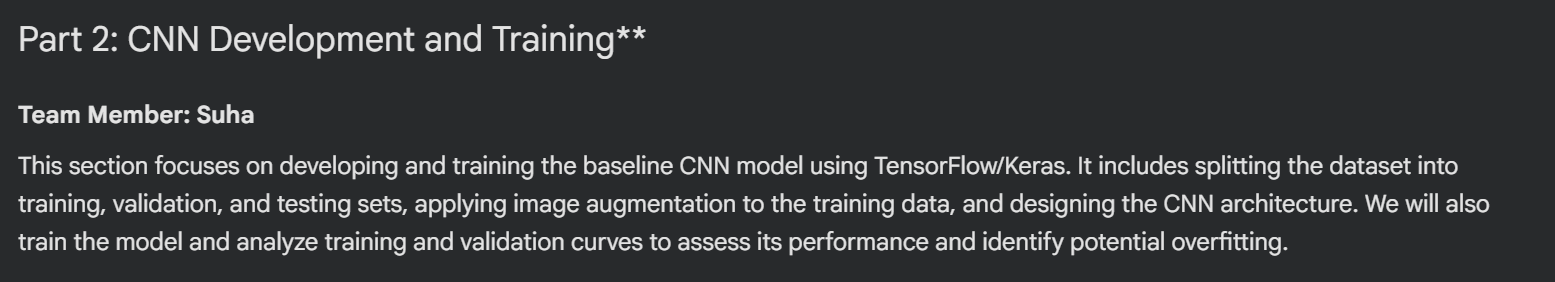 Part 2: CNN Development and Training**
Team Member: Suha
This section focuses on developing and training the baseline CNN model using TensorFlow/Keras. It includes splitting the dataset into
training, validation, and testing sets, applying image augmentation to the training data, and designing the CNN architecture. We will also
train the model and analyze training and validation curves to assess its performance and identify potential overfitting.